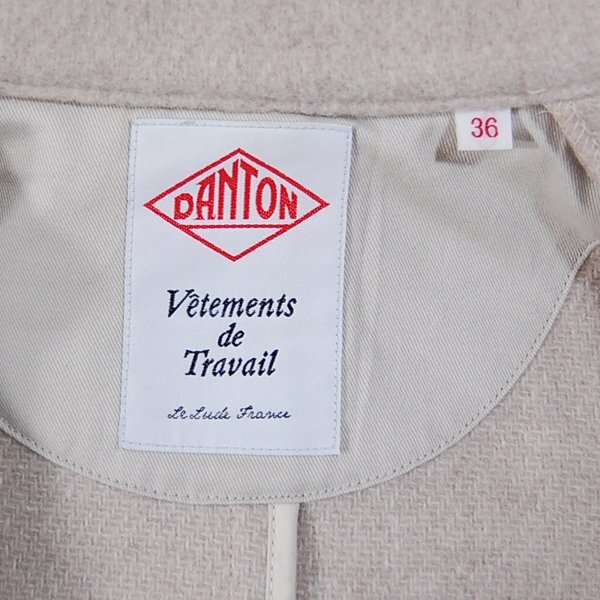 36
DANTON
Vêtements
de
Travail
Le Lude France